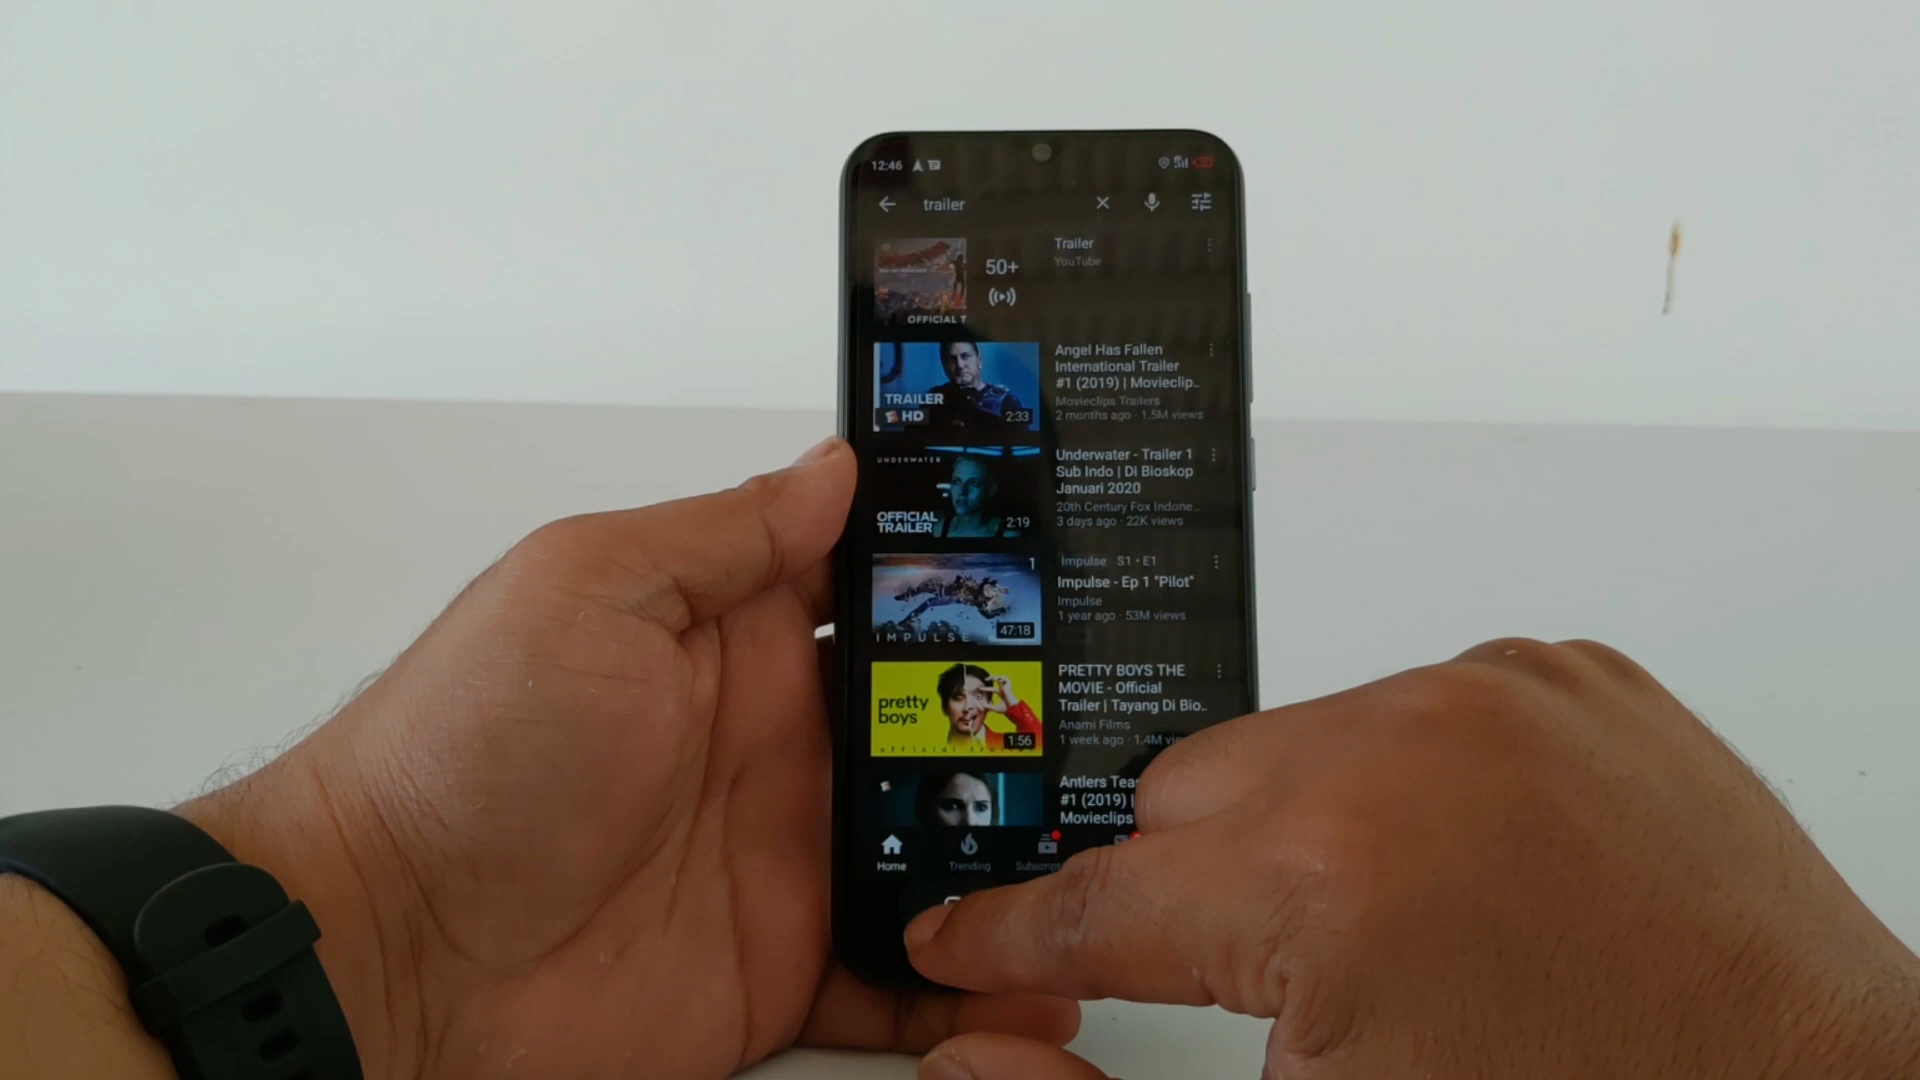 12:46
trailer
50+
OFFICIAL T
Trailer
YouTube
TRAILER
HD
2:33
Angel Has Fallen
International Trailer
#1 (2019) | Movieclip..
Movieclips Trailers
2 months ago · 1.5M views
UNDERWATER
OFFICIAL
TRAILER
2:19
Underwater - Trailer 1
Sub Indo | Di Bioskop
Januari 2020
20th Century Fox Indone...
3 days ago · 22K views
1
IMPULSE
47:18
Impulse S1 • E1
Impulse - Ep 1 "Pilot"
Impulse
1 year ago · 53M views
pretty
boys
1:56
PRETTY BOYS THE
MOVIE - Official
Trailer | Tayang Di Bio..
Anami Films
1 week ago · 1.4M
Antlers Tea
#1 (2019) |
Movieclips
Home
Trending
Subscript